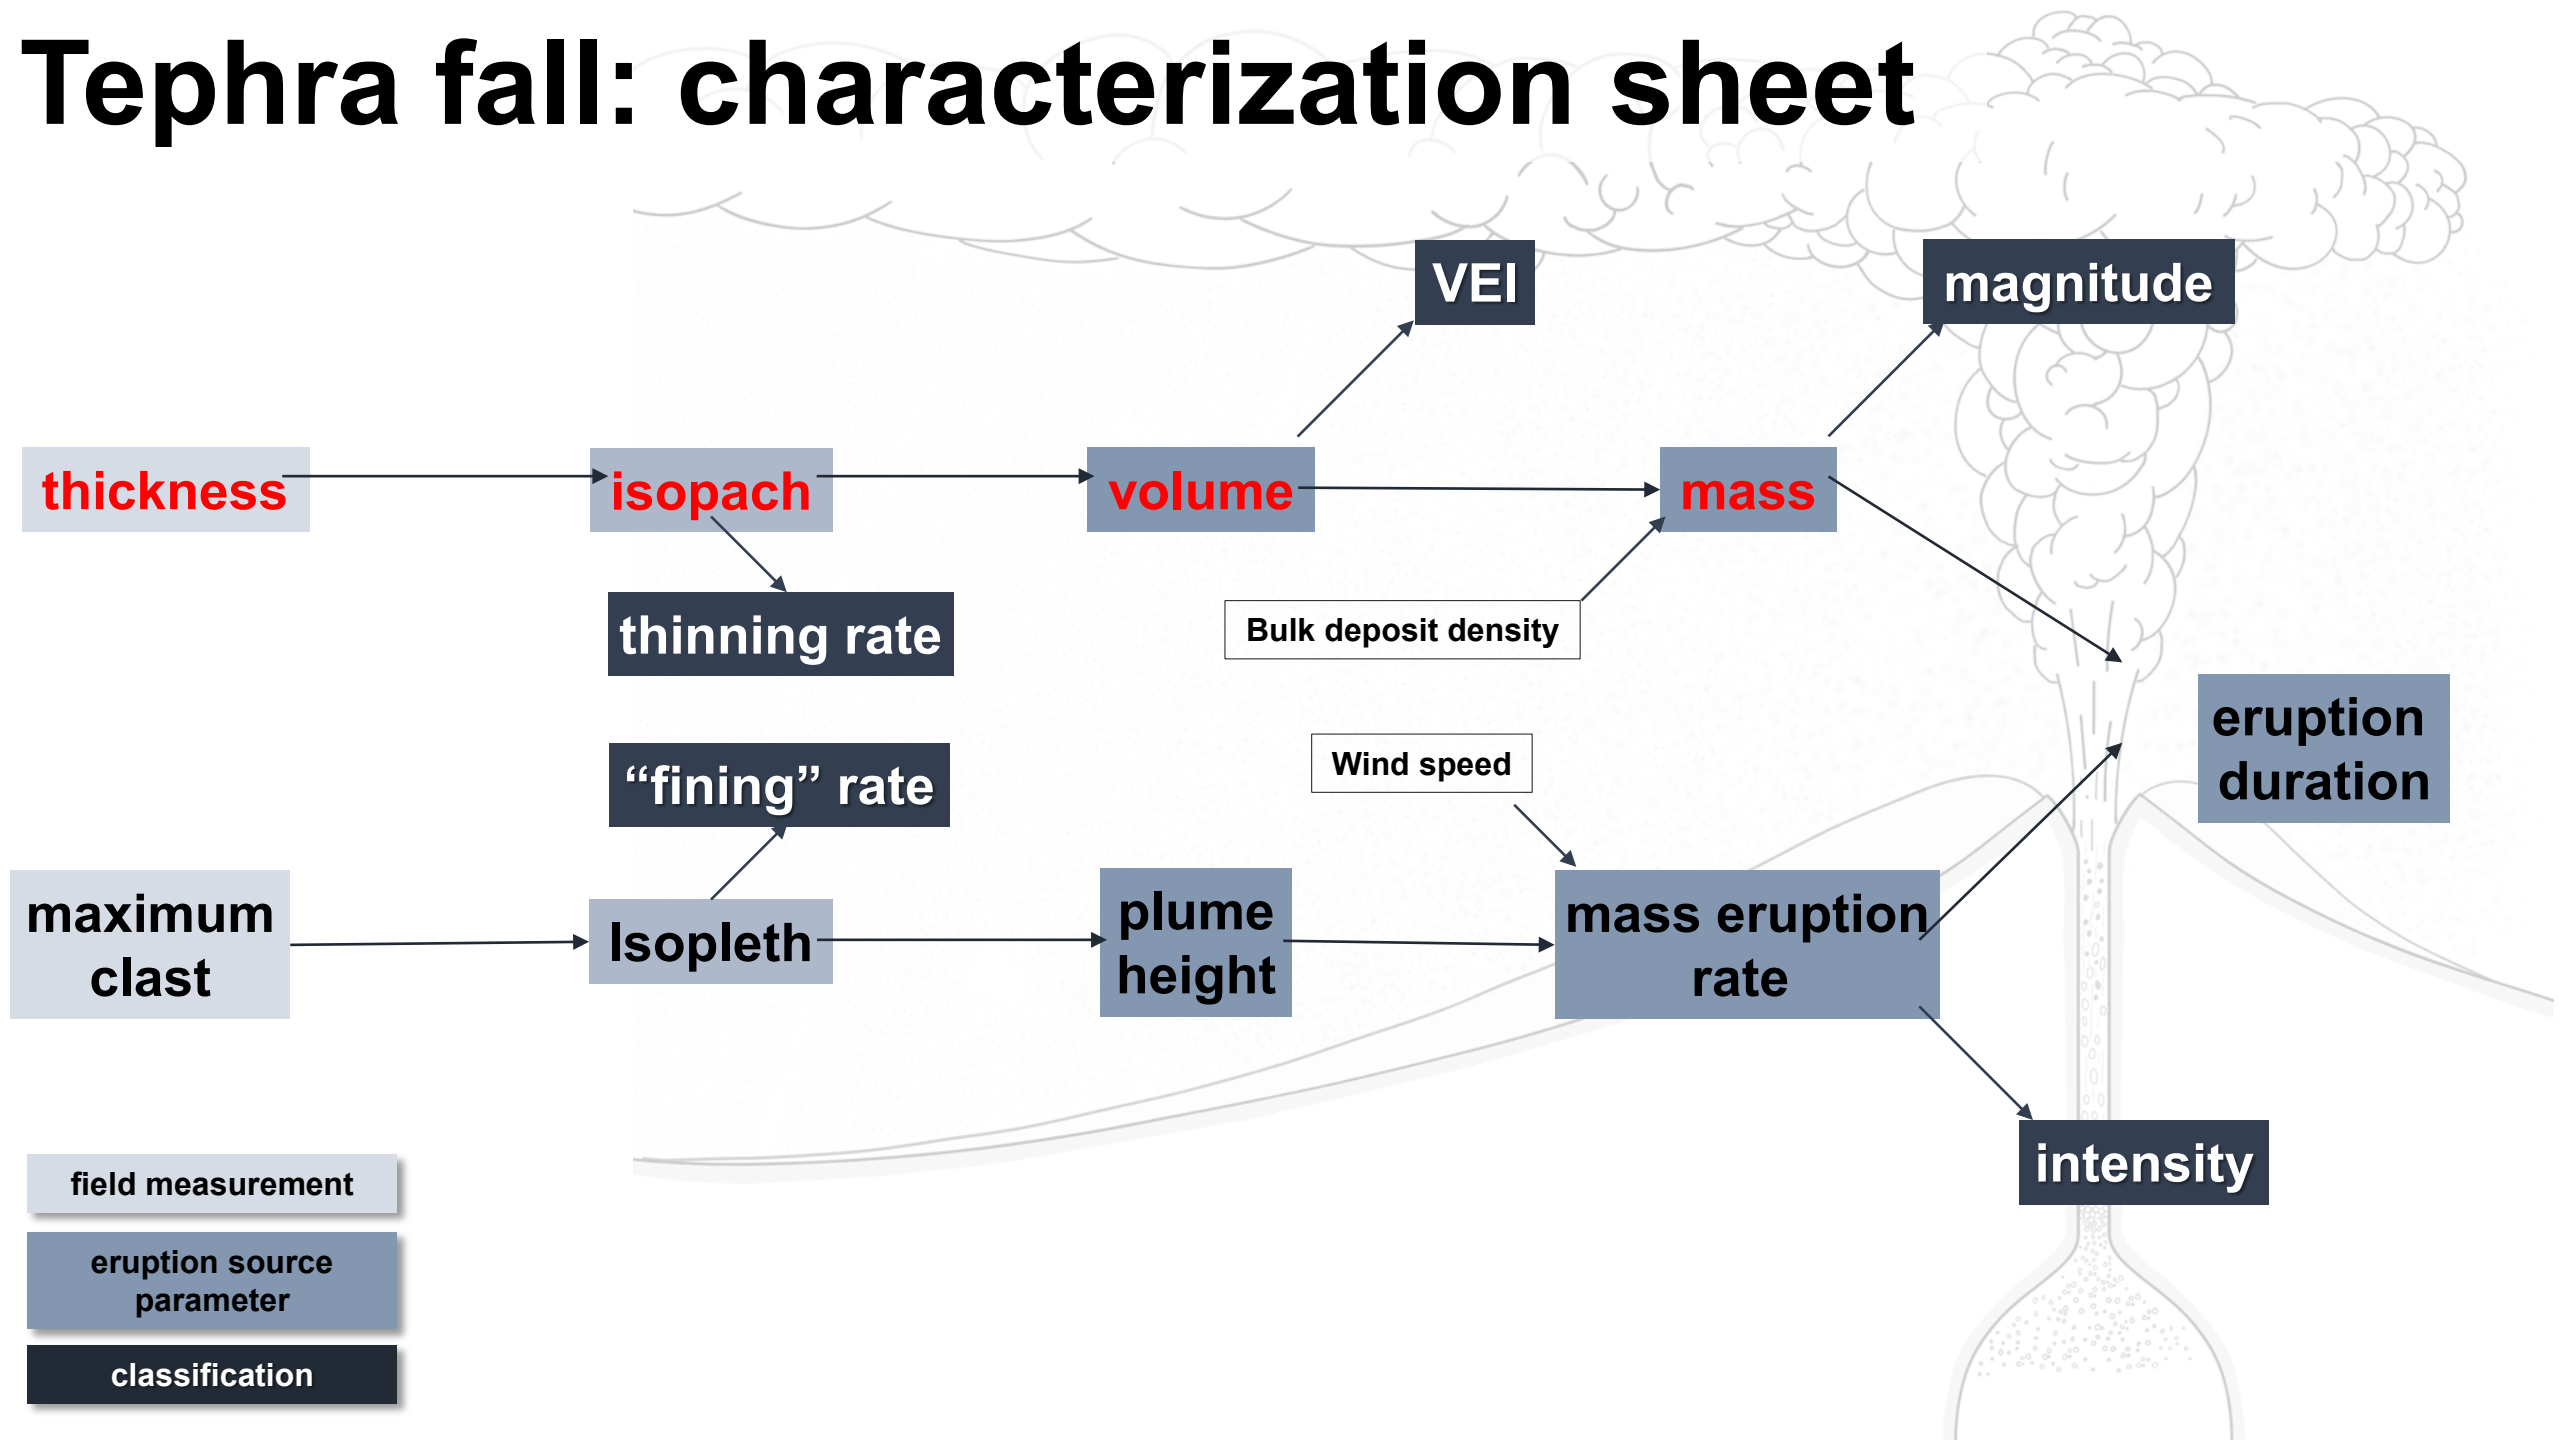 Tephra fall: characterization sheet
VEI
magnitude
thickness
isopach
volume
mass
thinning rate
Bulk deposit density
“fining” rate
Wind speed
eruption
duration
maximum
clast
Isopleth
plume
height
mass eruption
rate
intensity
field measurement
eruption source
parameter
classification